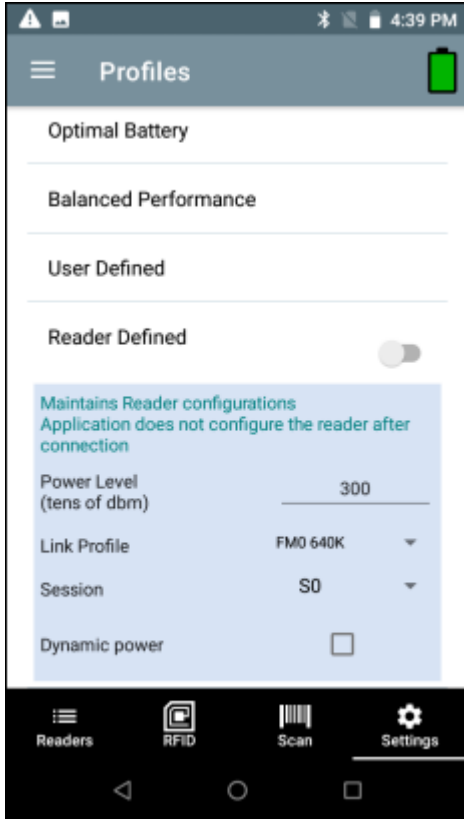 4:39 PM
Profiles
Optimal Battery
Balanced Performance
User Defined
Reader Defined
Maintains Reader configurations
Application does not configure the reader after
connection
Power Level
(tens of dbm)
300
Link Profile
FM0 640K
Session
S0
Dynamic power
Readers
RFID
Scan
Settings